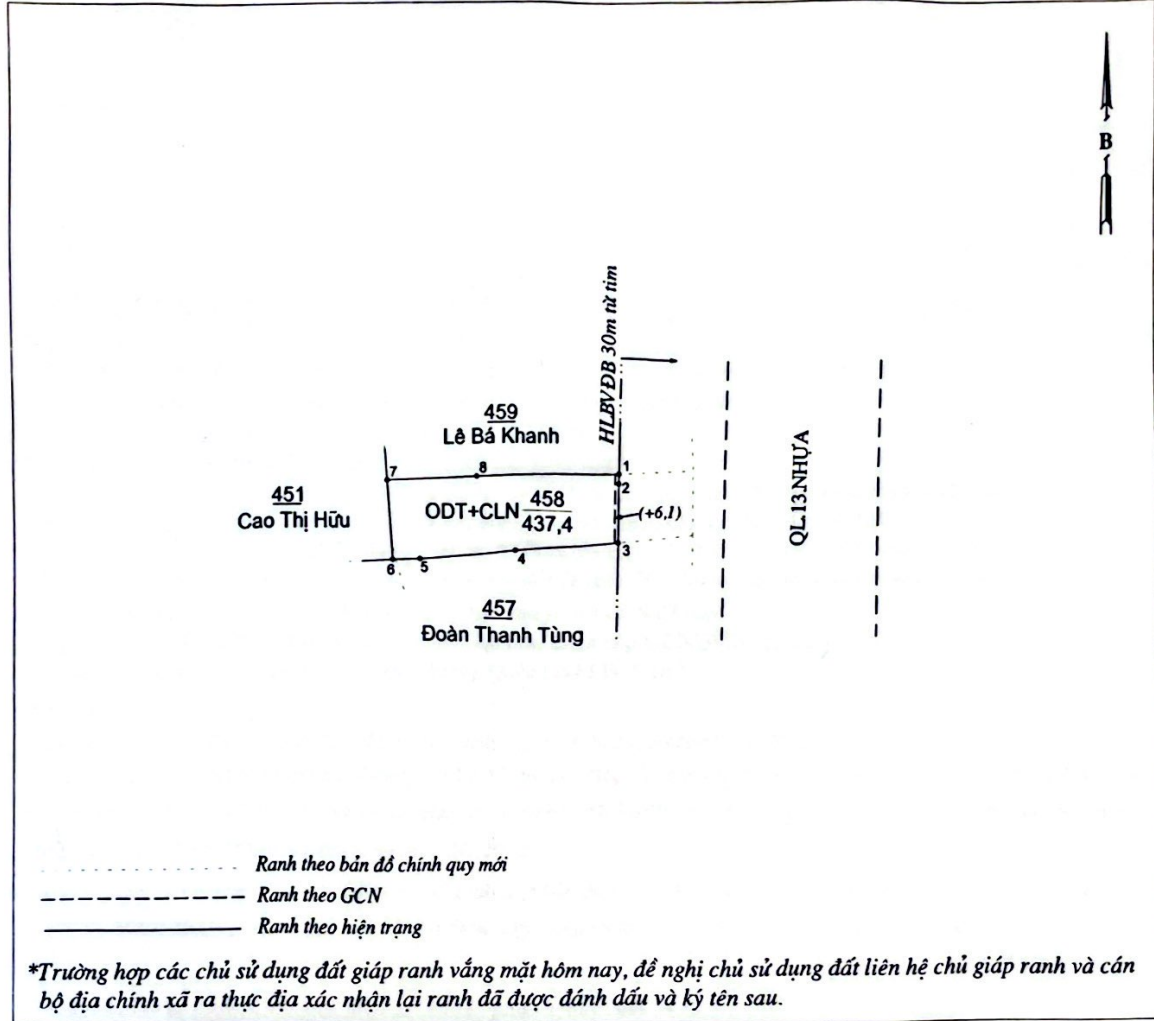 B
HLBVĐB 30m từ tim
459
Lê Bá Khanh
7
8
1
2
451
Cao Thị Hữu
ODT+CLN 458
437,4
(+6,1)
QL.13.NHỰA
6
5
4
3
457
Đoàn Thanh Tùng
Ranh theo bản đồ chính quy mới
Ranh theo GCN
Ranh theo hiện trạng
*Trường hợp các chủ sử dụng đất giáp ranh vắng mặt hôm nay, đề nghị chủ sử dụng đất liên hệ chủ giáp ranh và cán
bộ địa chính xã ra thực địa xác nhận lại ranh đã được đánh dấu và ký tên sau.